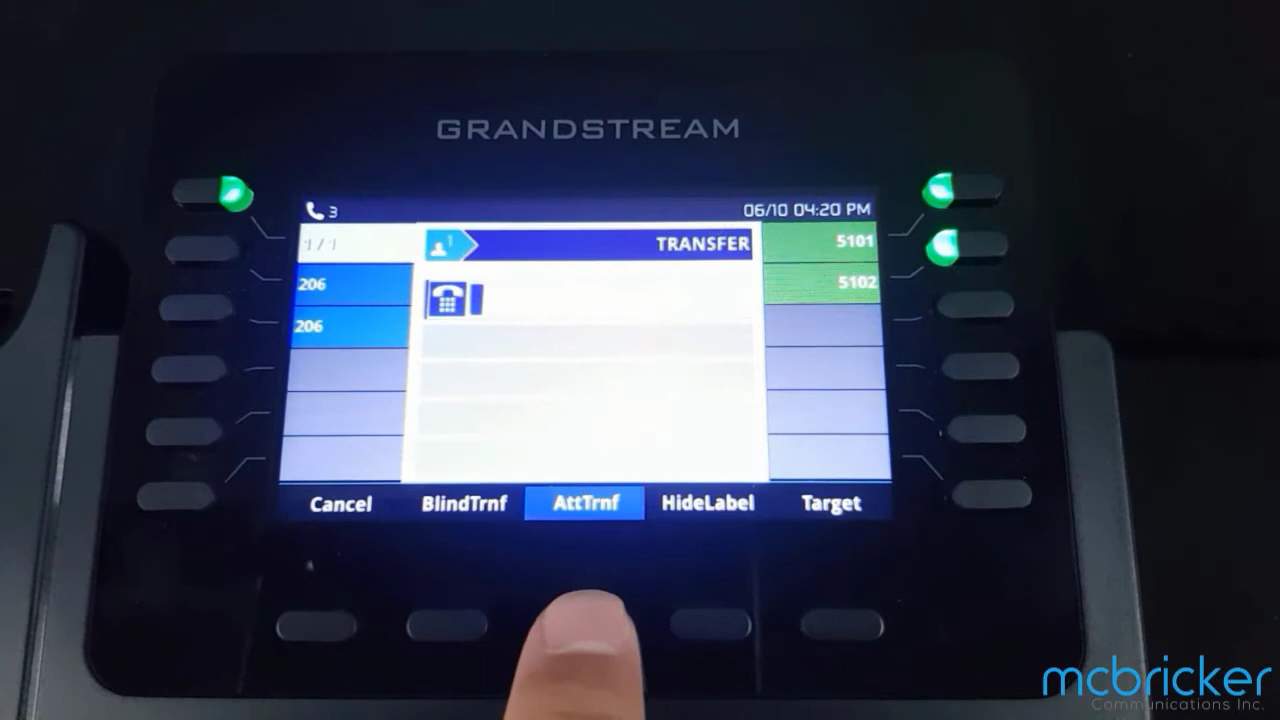 GRANDSTREAM
3
06/10 04:20 PM
1/1
1
TRANSFER
5101
206
5102
206
Cancel
BlindTrnf
AttTrnf
HideLabel
Target
mcbricker
Communications Inc.